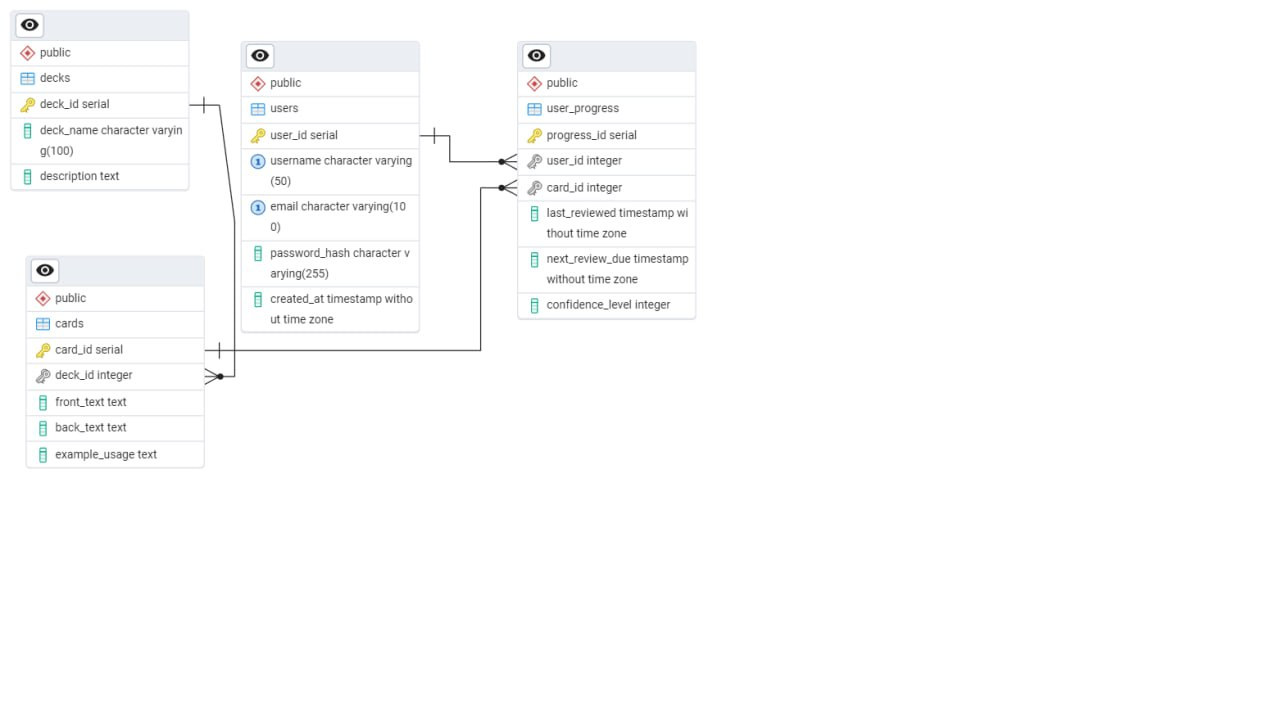 public
decks
deck_id serial
deck_name character varyin
g(100)
description text
public
cards
card_id serial
deck_id integer
front_text text
back_text text
example_usage text
public
users
user_id serial
1 username character varying
(50)
1 email character varying(10
0)
password_hash character v
arying(255)
created_at timestamp witho
ut time zone
public
user_progress
progress_id serial
user_id integer
card_id integer
last_reviewed timestamp wi
thout time zone
next_review_due timestamp
without time zone
confidence_level integer